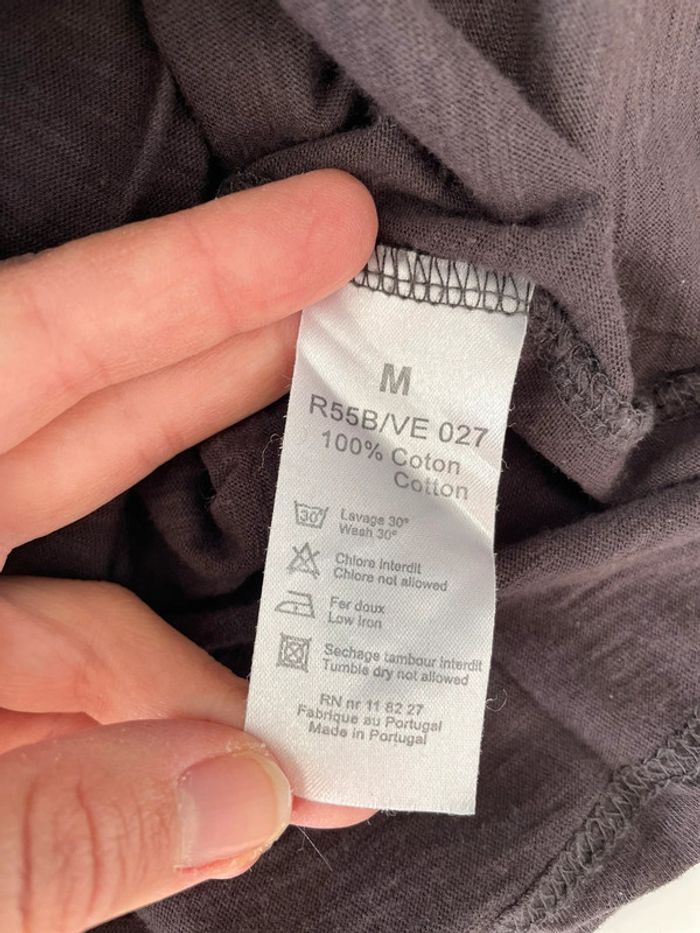 M
R55B/VE 027
100% Coton
Cotton
30
Lavage 30°
Wash 30°
Chlore interdit
Chlore not allowed
Fer doux
Low Iron
Sechage tambour interdit
Tumble dry not allowed
RN nr 11 82 27
Fabrique au Portugal
Made in Portugal